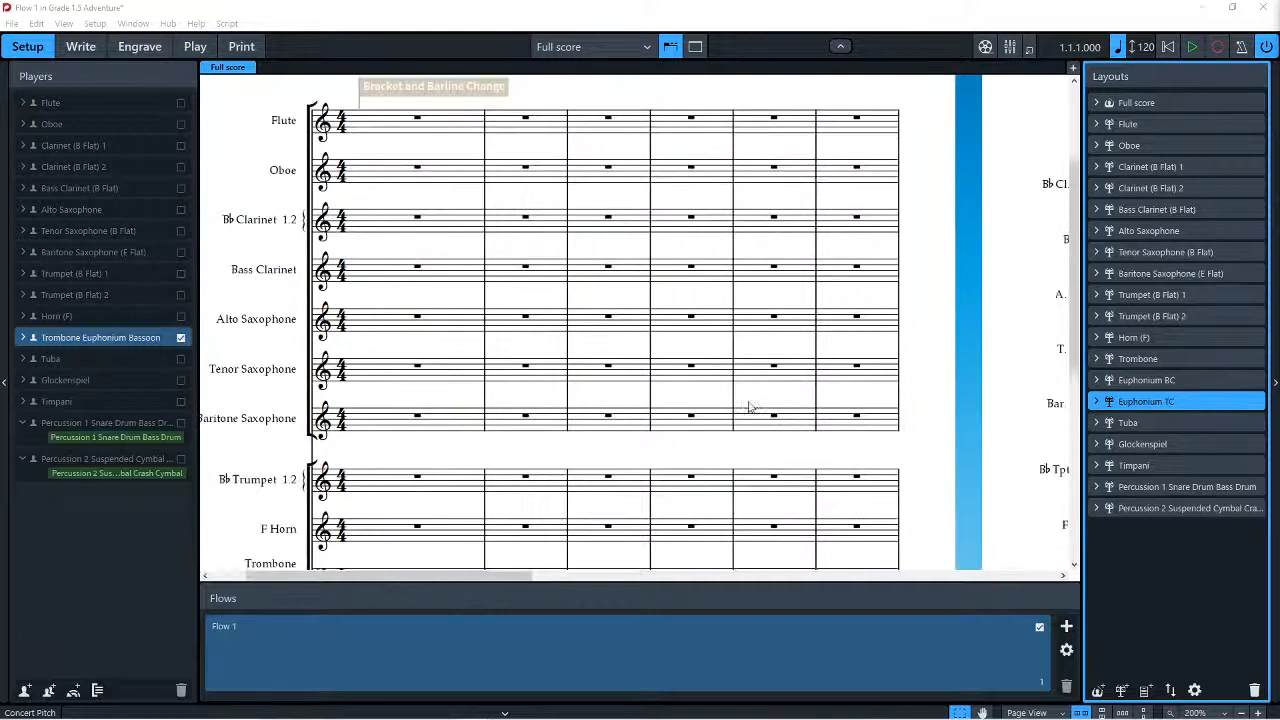 Flow 1 in Grade 1.5 Adventure*
File Edit View Setup Window Hub Help Script
Setup Write Engrave Play Print Full score 1.1.1.000 120
Players
Flute
Oboe
Clarinet (B Flat) 1
Clarinet (B Flat) 2
Bass Clarinet (B Flat)
Alto Saxophone
Tenor Saxophone (B Flat)
Baritone Saxophone (E Flat)
Trumpet (B Flat) 1
Trumpet (B Flat) 2
Horn (F)
Trombone Euphonium Bassoon
Tuba
Glockenspiel
Timpani
Percussion 1 Snare Drum Bass Dr...
Percussion 1 Snare Drum Bass Drum
Percussion 2 Suspended Cymbal ...
Percussion 2 Sus...bal Crash Cymbal
Full score
Bracket and Barline Change
Flute
Oboe
B♭ Clarinet 1.2
Bass Clarinet
Alto Saxophone
Tenor Saxophone
Baritone Saxophone
B♭ Trumpet 1.2
F Horn
Trombone
B♭ Cl.
B
A.
T.
Bar.
B♭ Tpt
F
Flows
Flow 1
1
Layouts
Full score
Flute
Oboe
Clarinet (B Flat) 1
Clarinet (B Flat) 2
Bass Clarinet (B Flat)
Alto Saxophone
Tenor Saxophone (B Flat)
Baritone Saxophone (E Flat)
Trumpet (B Flat) 1
Trumpet (B Flat) 2
Horn (F)
Trombone
Euphonium BC
Euphonium TC
Tuba
Glockenspiel
Timpani
Percussion 1 Snare Drum Bass Drum
Percussion 2 Suspended Cymbal Cra...
Concert Pitch Page View 200%